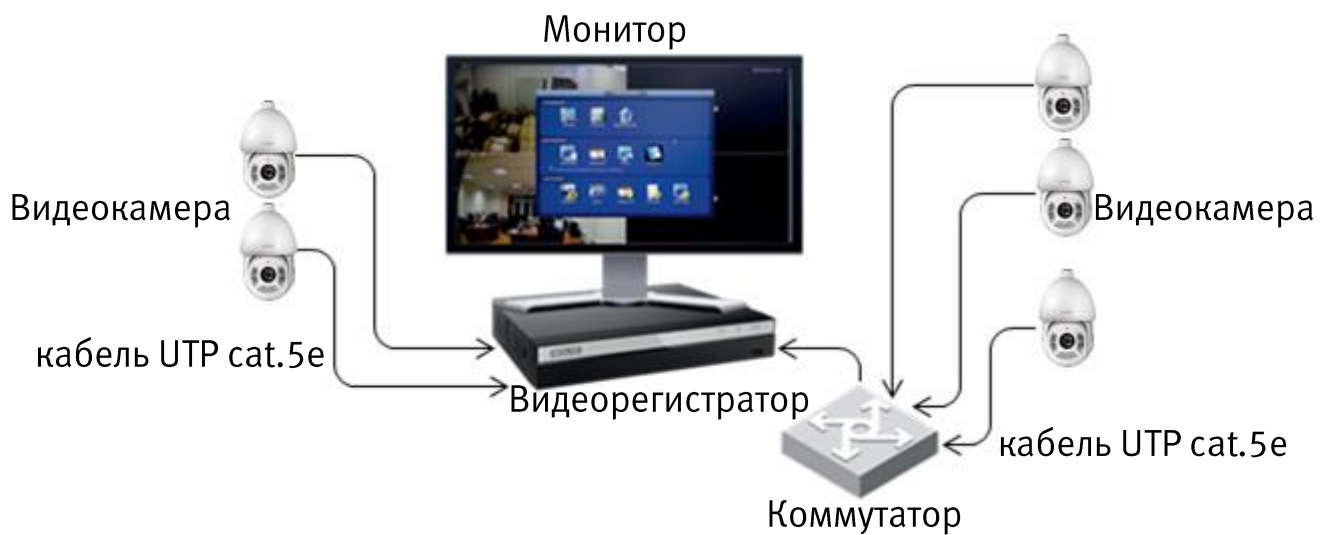 Монитор
Видеокамера
Видеокамера
кабель UTP cat.5e
Видеорегистратор
кабель UTP cat.5e
Коммутатор